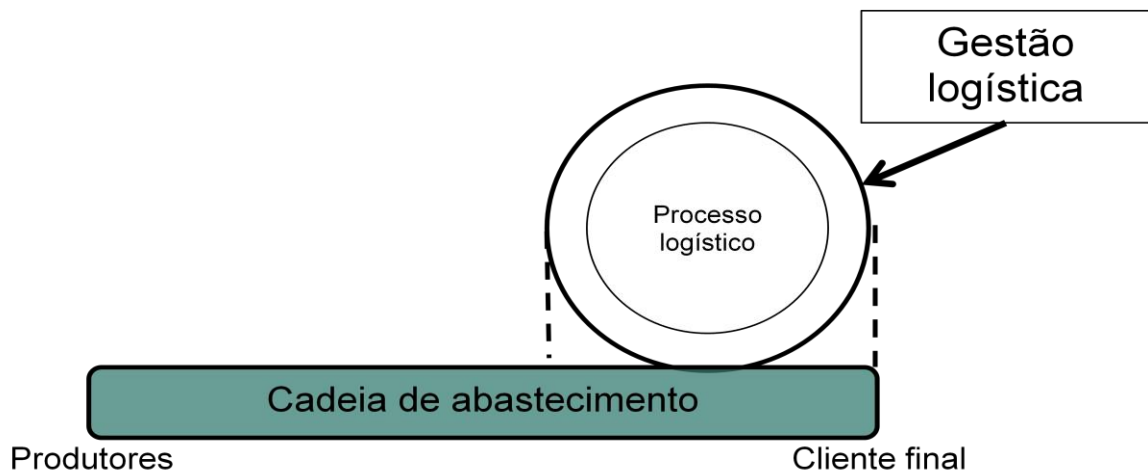 Gestão
logística
Processo
logístico
Cadeia de abastecimento
Produtores
Cliente final